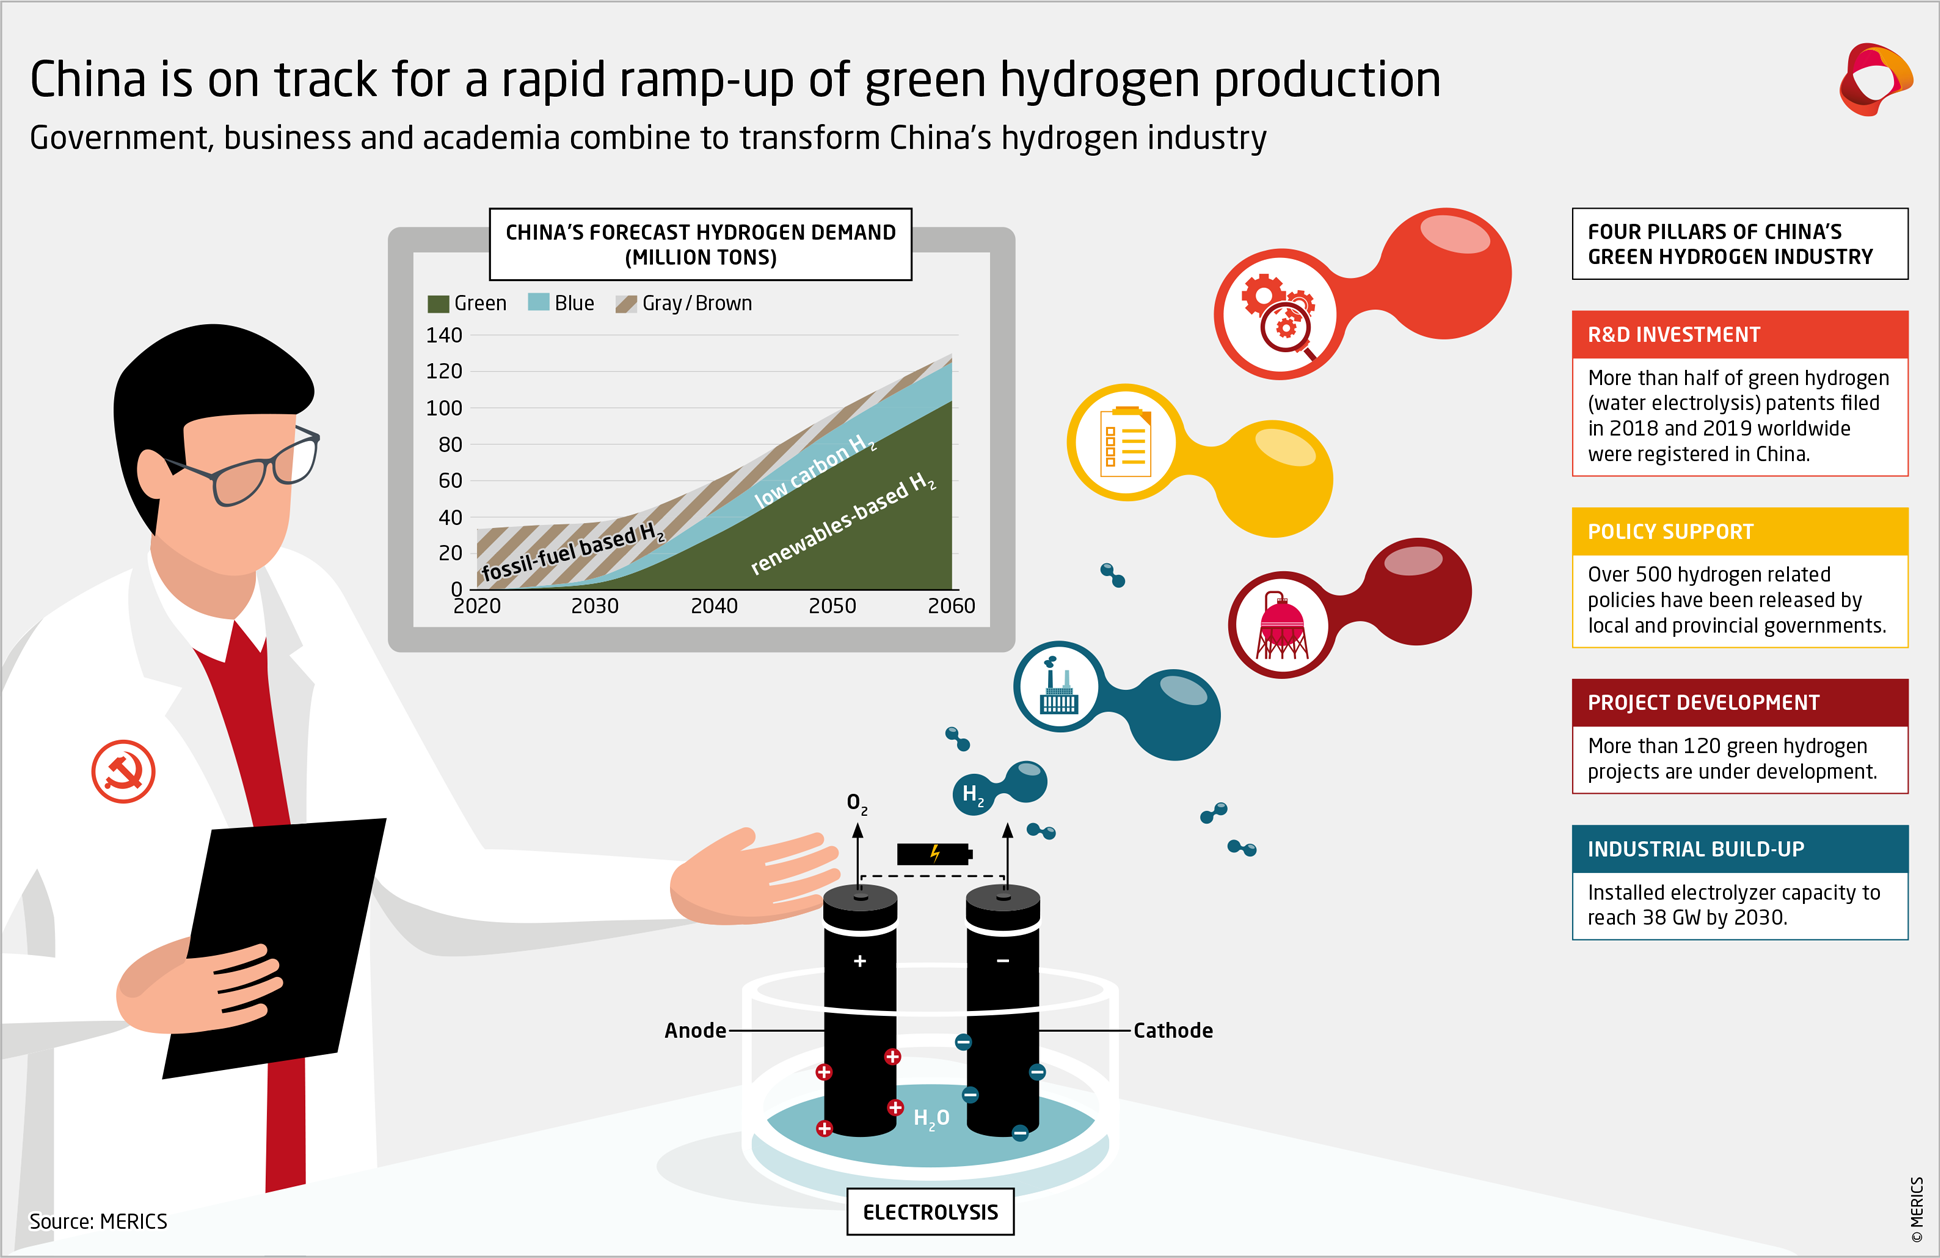 China is on track for a rapid ramp-up of green hydrogen production
Government, business and academia combine to transform China's hydrogen industry
CHINA'S FORECAST HYDROGEN DEMAND
(MILLION TONS)
Green Blue Gray / Brown
140
120
100
80
60
40
20
0
fossil-fuel based H₂
low carbon H₂
renewables-based H₂
2020 2030 2040 2050 2060
FOUR PILLARS OF CHINA'S
GREEN HYDROGEN INDUSTRY
R&D INVESTMENT
More than half of green hydrogen
(water electrolysis) patents filed
in 2018 and 2019 worldwide
were registered in China.
POLICY SUPPORT
Over 500 hydrogen related
policies have been released by
local and provincial governments.
PROJECT DEVELOPMENT
More than 120 green hydrogen
projects are under development.
INDUSTRIAL BUILD-UP
Installed electrolyzer capacity to
reach 38 GW by 2030.
O₂
H₂
+
−
Anode
Cathode
H₂O
ELECTROLYSIS
Source: MERICS
© MERICS